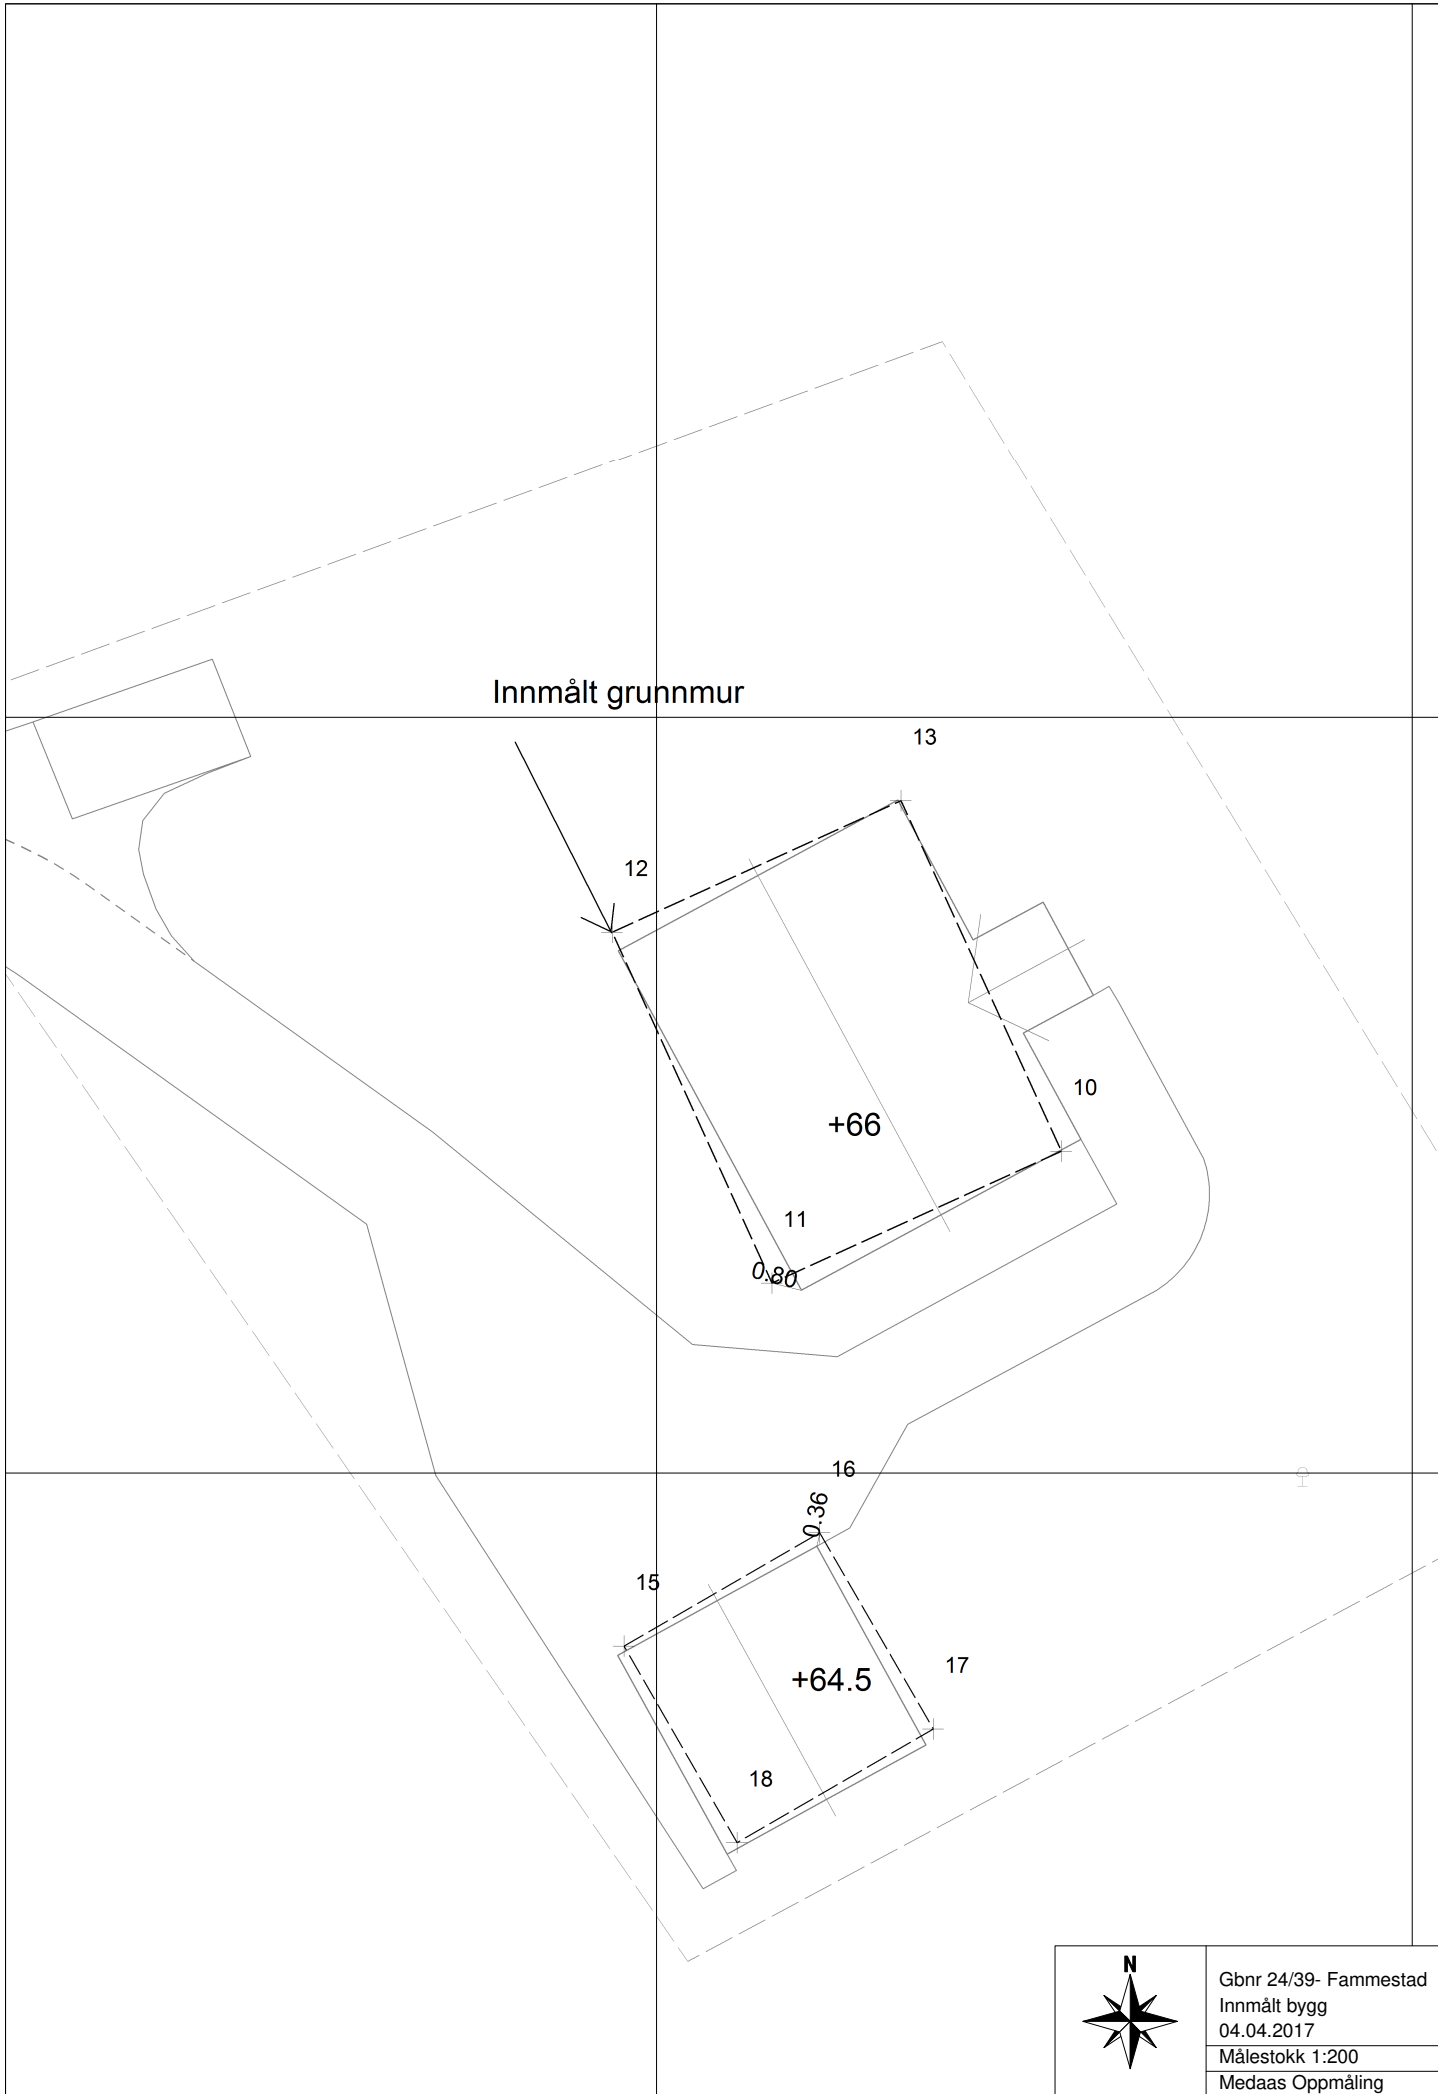 Innmålt grunnmur
13
12
10
+66
11
0.80
16
0.36
15
17
+64.5
18
N
Gbnr 24/39- Fammestad
Innmålt bygg
04.04.2017
Målestokk 1:200
Medaas Oppmåling